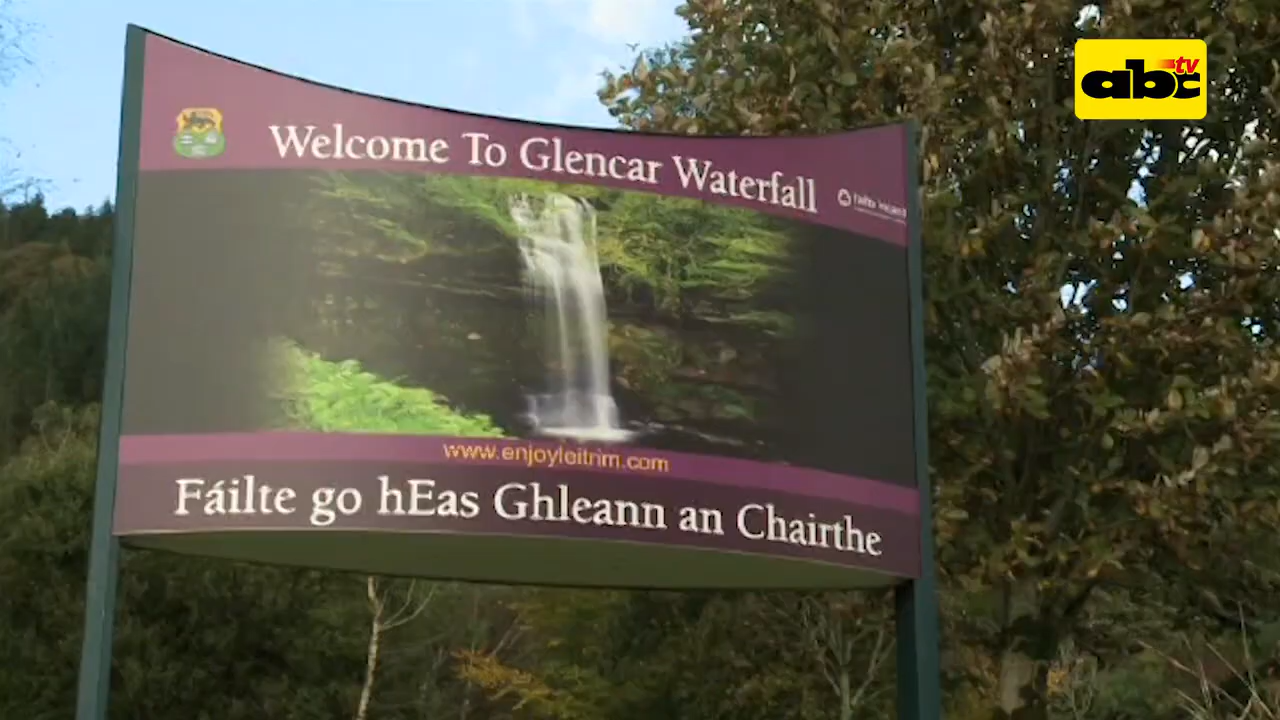 abc tv
Welcome To Glencar Waterfall
www.enjoyleitrim.com
Fáilte go hEas Ghleann an Chairthe